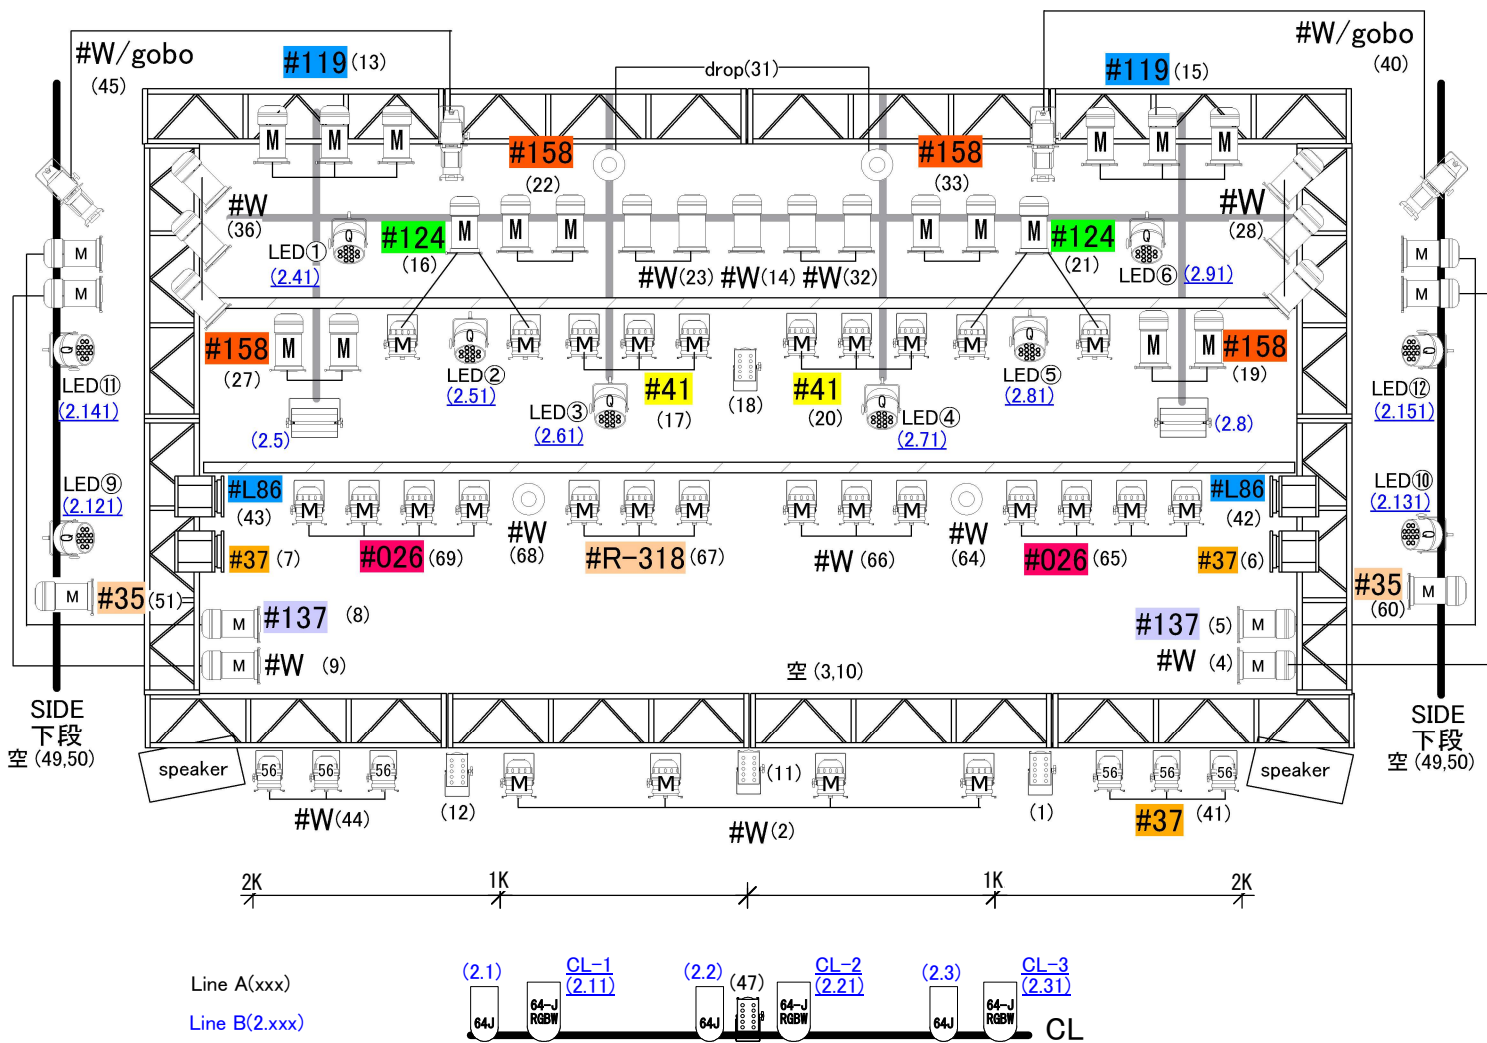 #W/gobo
(45)
#119 (13)
drop(31)
#119 (15)
#W/gobo
(40)
M M M
M M M
#158
(22)
#158
(33)
#W
(36)
#W
(28)
#124
(16)
M M M
M M M
#124
(21)
LED①
(2.41)
Q
Q
LED⑥ (2.91)
#W(23) #W(14) #W(32)
M
M
M
M
#158
(27)
M M M M M M M M M M M M M M
#158
(19)
Q
LED②
(2.51)
Q
LED⑤
(2.81)
#41
(17)
(18)
#41
(20)
LED③
(2.61)
Q
Q
LED④
(2.71)
(2.5)
(2.8)
Q
LED⑪
(2.141)
Q
LED⑫
(2.151)
LED⑨
(2.121)
Q
LED⑩
(2.131)
Q
#L86
(43)
M M M M M M M M M M M M M M
#L86
(42)
#37 (7)
#026 (69)
#W
(68)
#R-318 (67)
#W (66)
#W
(64)
#026 (65)
#37 (6)
M #35 (51)
#35 M
(60)
M #137 (8)
#137 (5) M
M #W (9)
#W (4) M
空 (3,10)
SIDE
下段
空 (49,50)
SIDE
下段
空 (49,50)
speaker
56 56 56
#W(44)
(12)
M M M M
(11)
#W(2)
(1)
56 56 56
#37 (41)
speaker
2K 1K 1K 2K
Line A(xxx)
Line B(2.xxx)
(2.1)
64J
CL-1
(2.11)
64-J
RGBW
(2.2)
64J
(47)
CL-2
(2.21)
64-J
RGBW
(2.3)
64J
CL-3
(2.31)
64-J
RGBW
CL